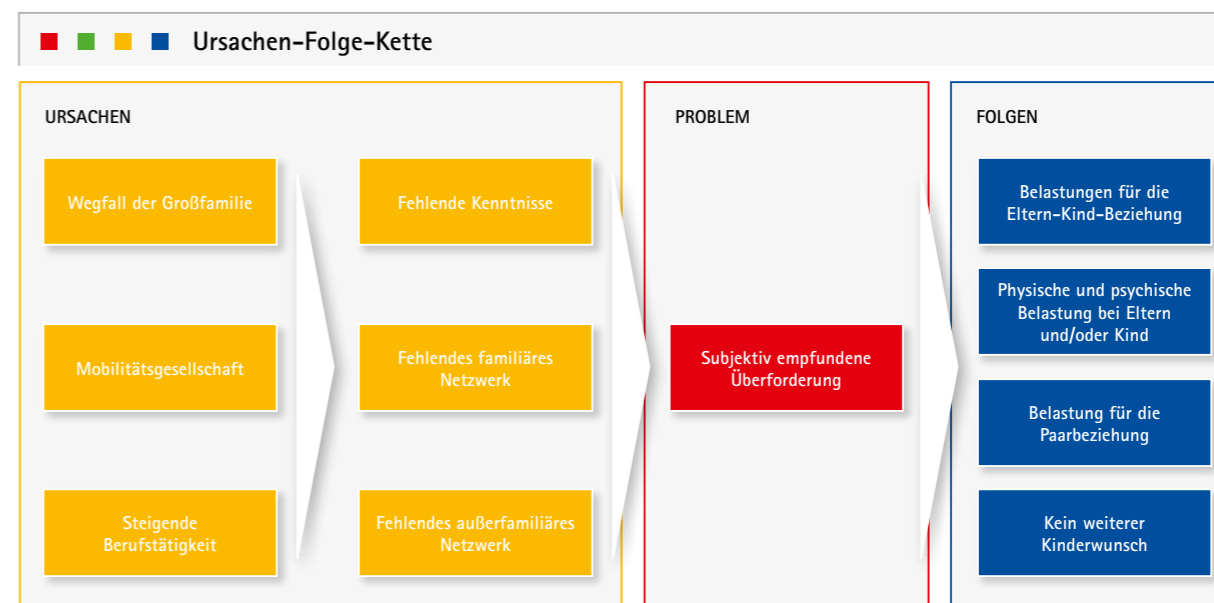 Ursachen-Folge-Kette
URSACHEN
Wegfall der Großfamilie
Mobilitätsgesellschaft
Steigende
Berufstätigkeit
Fehlende Kenntnisse
Fehlendes familiäres
Netzwerk
Fehlendes außerfamiliäres
Netzwerk
PROBLEM
Subjektiv empfundene
Überforderung
FOLGEN
Belastungen für die
Eltern-Kind-Beziehung
Physische und psychische
Belastung bei Eltern
und/oder Kind
Belastung für die
Paarbeziehung
Kein weiterer
Kinderwunsch